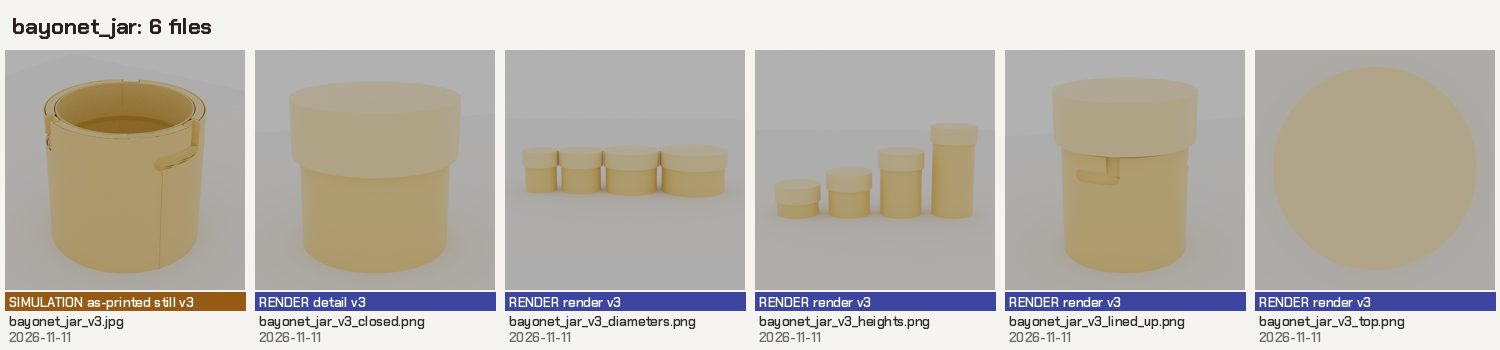 bayonet_jar: 6 files
SIMULATION as-printed still v3
bayonet_jar_v3.jpg
2026-11-11
RENDER detail v3
bayonet_jar_v3_closed.png
2026-11-11
RENDER render v3
bayonet_jar_v3_diameters.png
2026-11-11
RENDER render v3
bayonet_jar_v3_heights.png
2026-11-11
RENDER render v3
bayonet_jar_v3_lined_up.png
2026-11-11
RENDER render v3
bayonet_jar_v3_top.png
2026-11-11